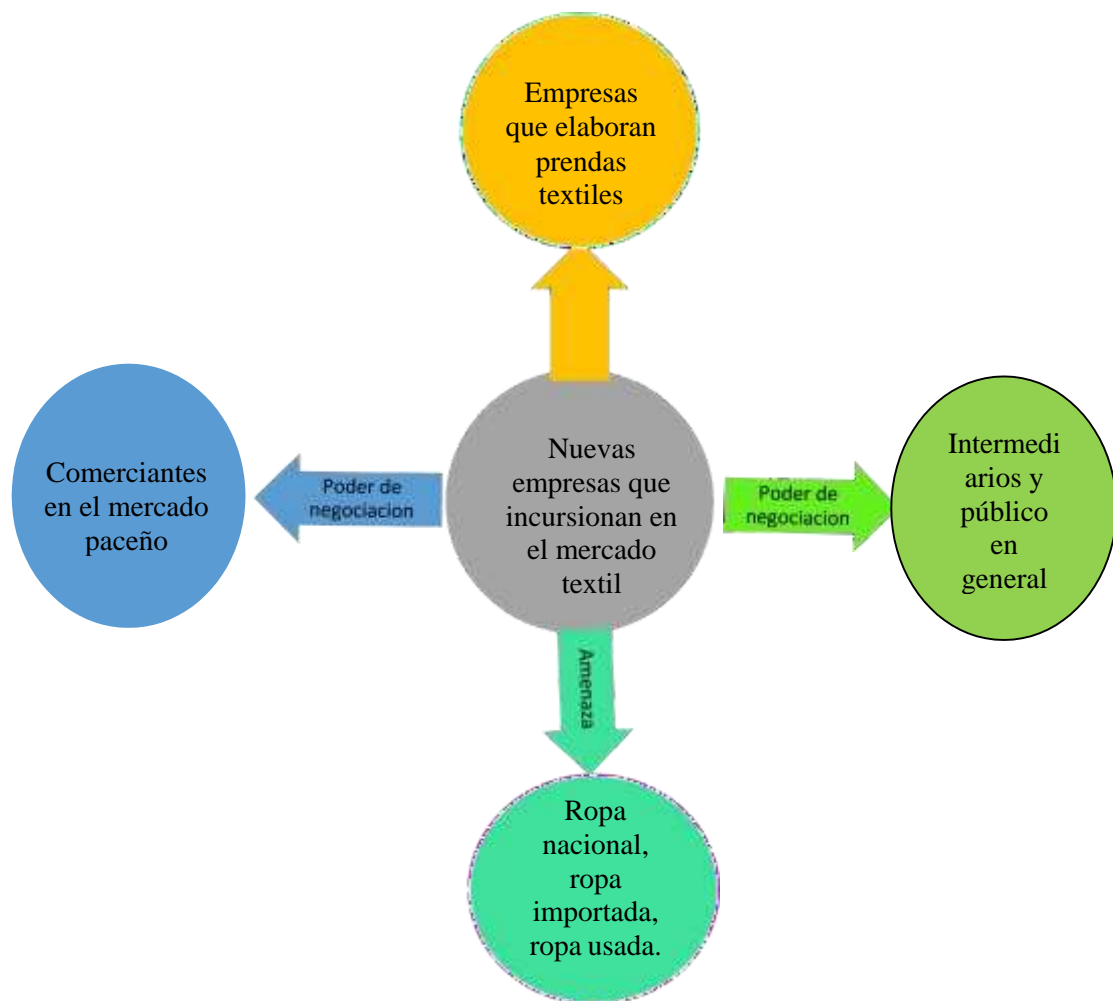 Empresas
que elaboran
prendas
textiles
Comerciantes
en el mercado
paceño
Poder de
negociacion
Nuevas
empresas que
incursionan en
el mercado
textil
Poder de
negociacion
Intermedi
arios y
público
en
general
Amenaza
Ropa
nacional,
ropa
importada,
ropa usada.